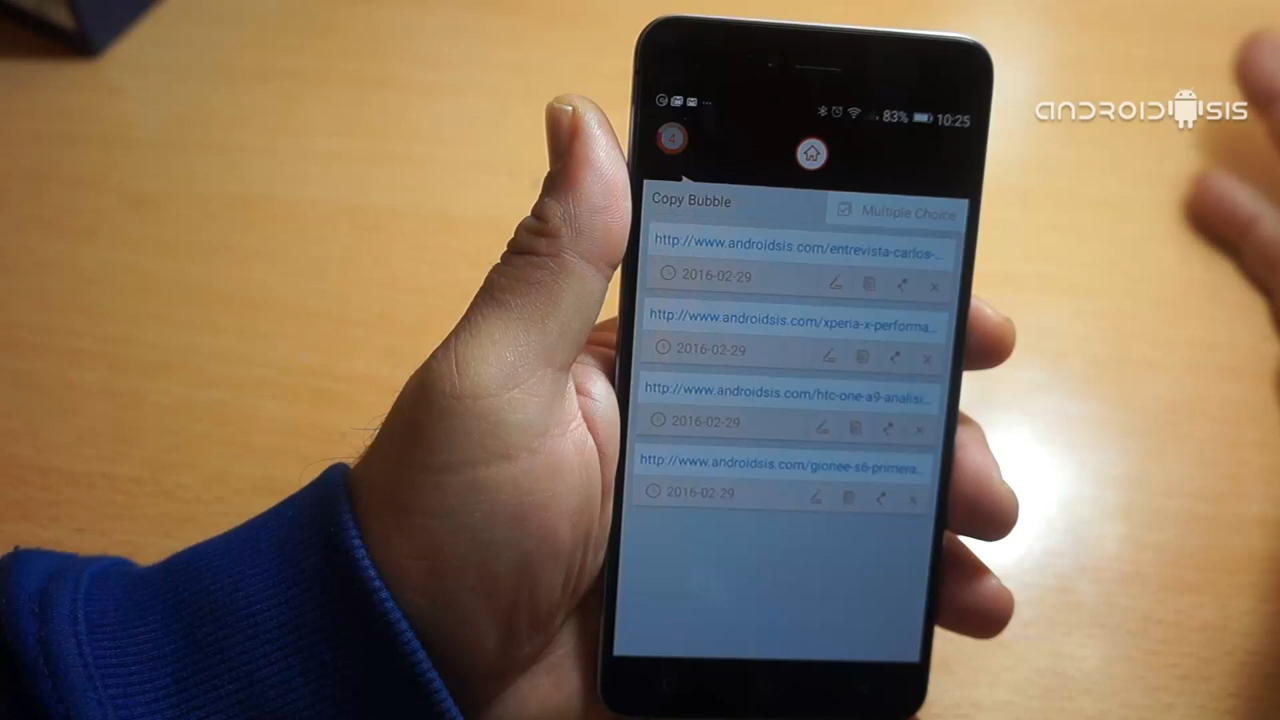 ANDROIDSIS
83% 10:25
4
Copy Bubble
Multiple Choice
http://www.androidsis.com/entrevista-carlos-...
2016-02-29
http://www.androidsis.com/xperia-x-performa...
2016-02-29
http://www.androidsis.com/htc-one-a9-analisi...
2016-02-29
http://www.androidsis.com/gionee-s6-primera...
2016-02-29